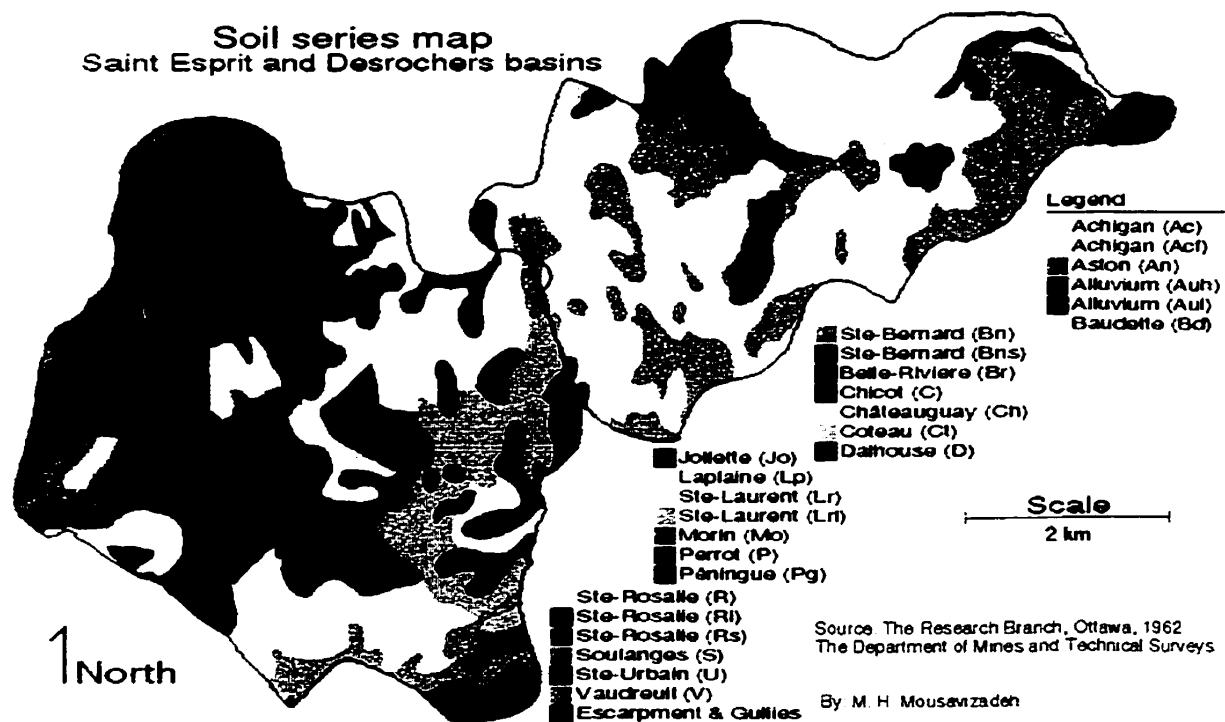 Soil series map
Saint Esprit and Desrochers basins
Legend
Achigan (Ac)
Achigan (Acf)
Aston (An)
Alluvium (Auh)
Alluvium (Aul)
Baudette (Bd)
Ste-Bernard (Bn)
Ste-Bernard (Bns)
Belle-Riviere (Br)
Chicot (C)
Châteauguay (Ch)
Coteau (Ct)
Dalhouse (D)
Joliette (Jo)
Laplaine (Lp)
Ste-Laurent (Lr)
Ste-Laurent (Lrl)
Morin (Mo)
Perrot (P)
Péningue (Pg)
Ste-Rosalie (R)
Ste-Rosalie (Rl)
Ste-Rosalie (Rs)
Soulanges (S)
Ste-Urbain (U)
Vaudreuil (V)
Escarpment & Gullies
Scale
2 km
North
Source: The Research Branch, Ottawa, 1962
The Department of Mines and Technical Surveys
By: M. H. Mousavizadeh